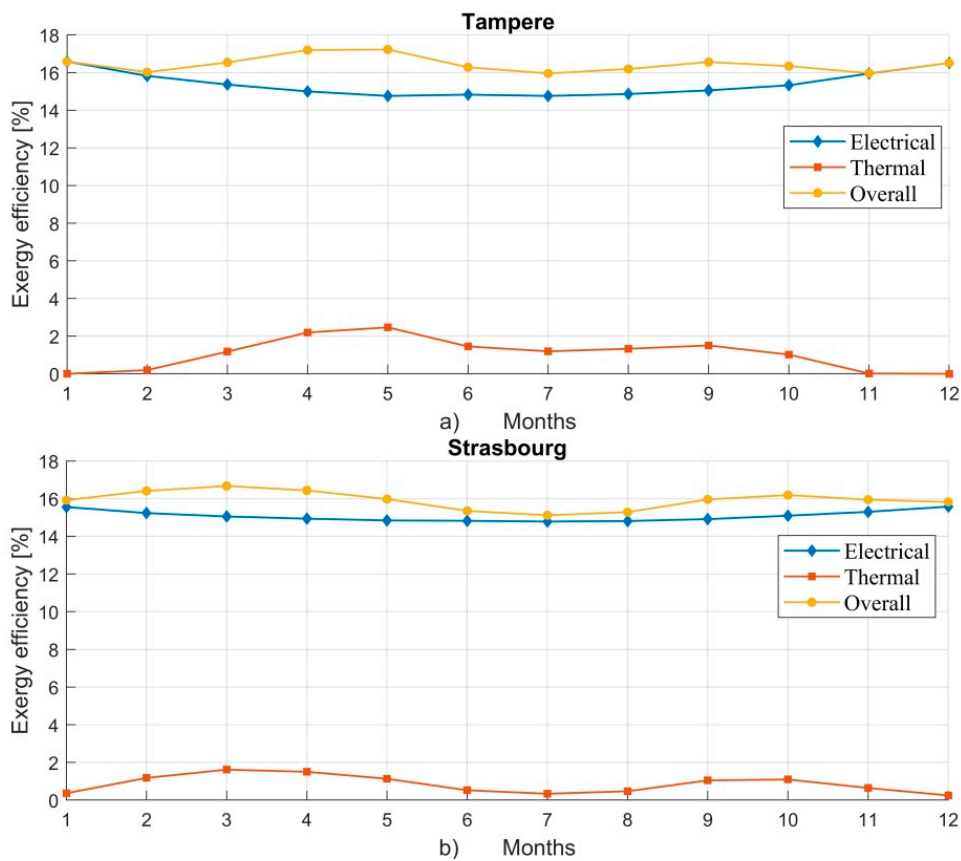 Tampere
18
16
14
12
10
8
6
4
2
0
Exergy efficiency [%]
Electrical
Thermal
Overall
1 2 3 4 5 6 7 8 9 10 11 12
a) Months
Strasbourg
18
16
14
12
10
8
6
4
2
0
Exergy efficiency [%]
Electrical
Thermal
Overall
1 2 3 4 5 6 7 8 9 10 11 12
b) Months